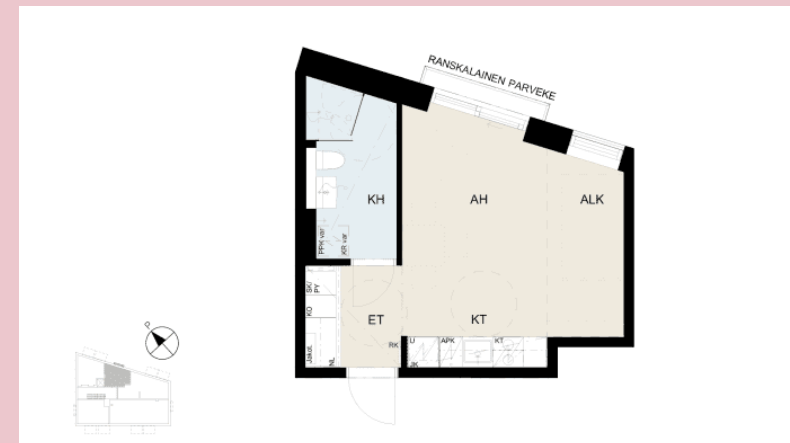 RANSKALAINEN PARVEKE
KH
AH
ALK
PPK var
KR var
SK/
PY
KO
ET
KT
Jakot.
NL
RK
U
APK
KT
JK
P